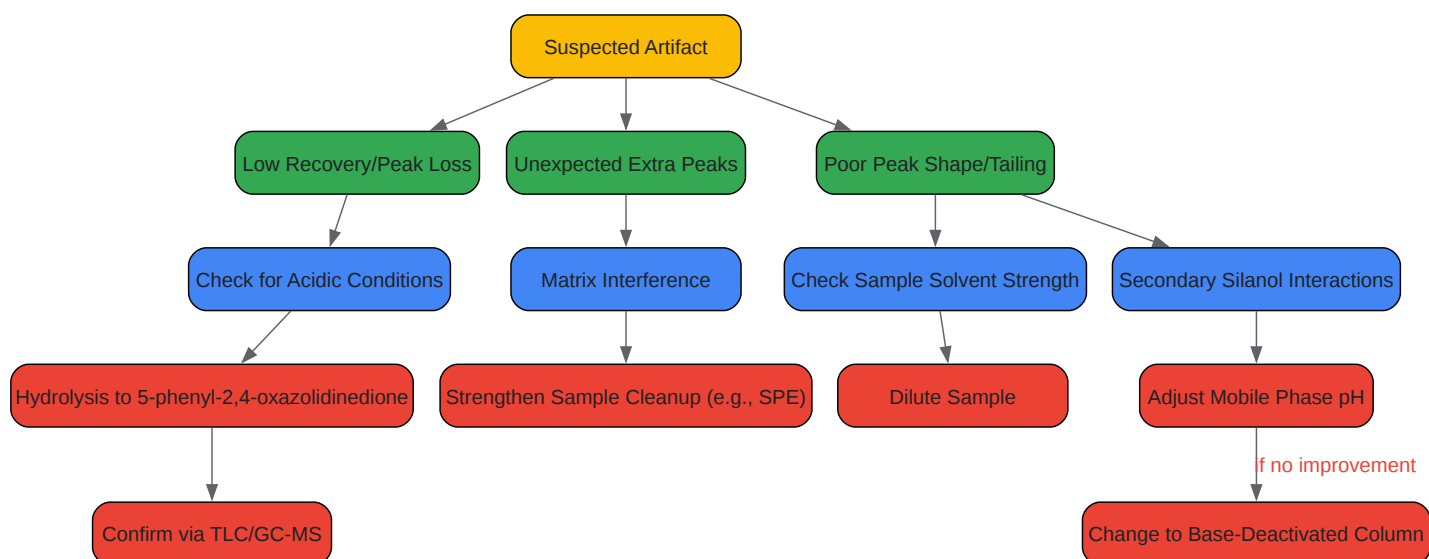 Suspected Artifact
Low Recovery/Peak Loss
Unexpected Extra Peaks
Poor Peak Shape/Tailing
Check for Acidic Conditions
Matrix Interference
Check Sample Solvent Strength
Secondary Silanol Interactions
Hydrolysis to 5-phenyl-2,4-oxazolidinedione
Strengthen Sample Cleanup (e.g., SPE)
Dilute Sample
Adjust Mobile Phase pH
if no improvement
Confirm via TLC/GC-MS
Change to Base-Deactivated Column